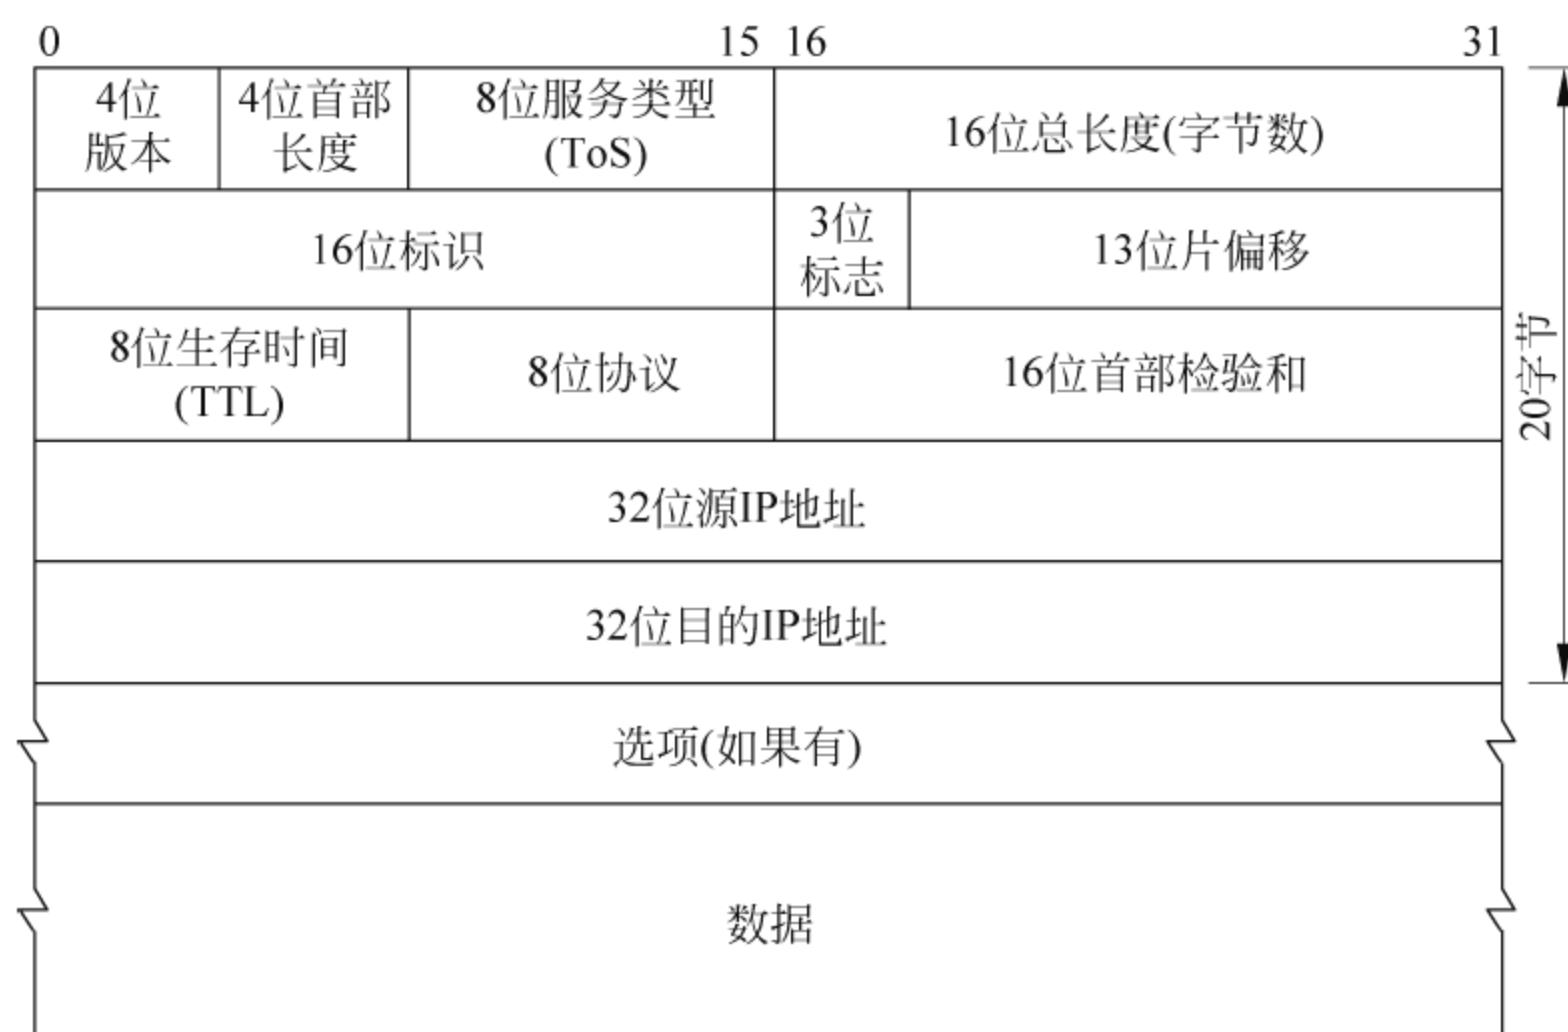 0 15 16 31
4位
版本
4位首部
长度
8位服务类型
(ToS)
16位总长度(字节数)
16位标识
3位
标志
13位片偏移
8位生存时间
(TTL)
8位协议
16位首部检验和
20字节
32位源IP地址
32位目的IP地址
选项(如果有)
数据